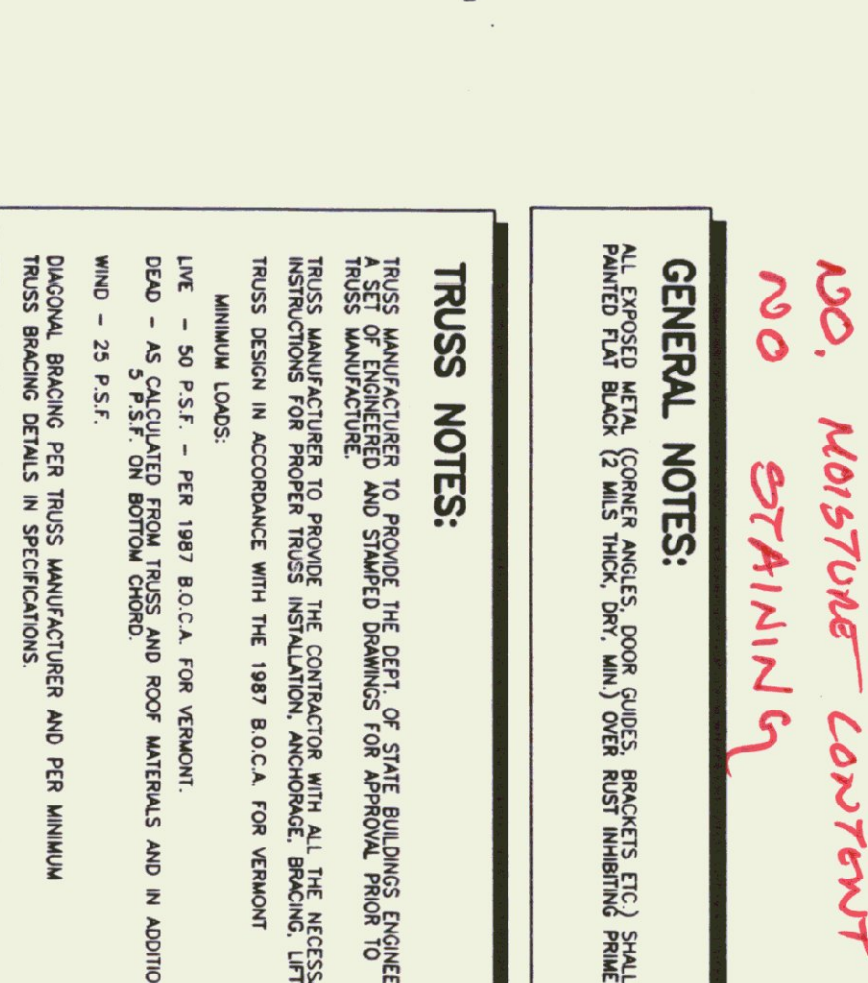 NO. MOISTURE CONTENT
NO STAINING
GENERAL NOTES:
ALL EXPOSED METAL (CORNER ANGLES, DOOR GUIDES, BRACKETS ETC.) SHALL
PAINTED FLAT BLACK (2 MILS THICK, DRY, MIN.) OVER RUST INHIBITING PRIME
TRUSS NOTES:
TRUSS MANUFACTURER TO PROVIDE THE DEPT. OF STATE BUILDINGS ENGINEE
A SET OF ENGINEERED AND STAMPED DRAWINGS FOR APPROVAL PRIOR TO
TRUSS MANUFACTURE.
TRUSS MANUFACTURER TO PROVIDE THE CONTRACTOR WITH ALL THE NECESSA
INSTRUCTIONS FOR PROPER TRUSS INSTALLATION, ANCHORAGE, BRACING, LIFT
TRUSS DESIGN IN ACCORDANCE WITH THE 1987 B.O.C.A. FOR VERMONT
MINIMUM LOADS:
LIVE - 50 P.S.F. - PER 1987 B.O.C.A. FOR VERMONT.
DEAD - AS CALCULATED FROM TRUSS AND ROOF MATERIALS AND IN ADDITIO
5 P.S.F. ON BOTTOM CHORD.
WIND - 25 P.S.F.
DIAGONAL BRACING PER TRUSS MANUFACTURER AND PER MINIMUM
TRUSS BRACING DETAILS IN SPECIFICATIONS.